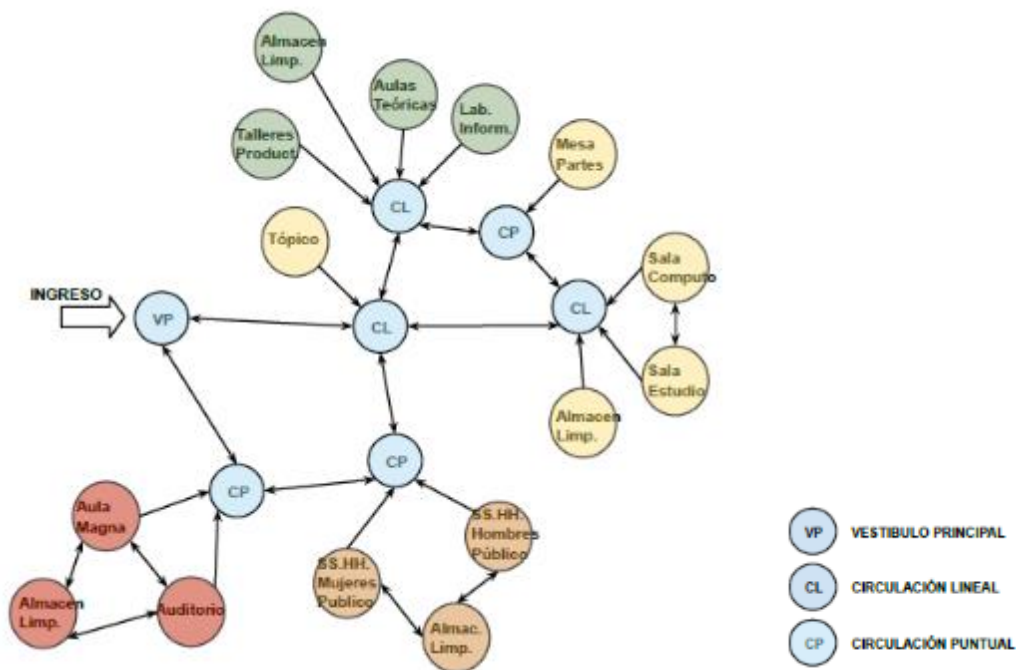 Almacen
Limp.
Aulas
Teóricas
Lab.
Inform.
Talleres
Product.
Mesa
Partes
CL
CP
Tópico
Sala
Computo
INGRESO
VP
CL
CL
Sala
Estudio
Almacen
Limp.
CP
CP
Aula
Magna
SS.HH.
Hombres
Público
SS.HH.
Mujeres
Publico
Almacen
Limp.
Auditorio
Almac.
Limp.
VP VESTIBULO PRINCIPAL
CL CIRCULACIÓN LINEAL
CP CIRCULACIÓN PUNTUAL